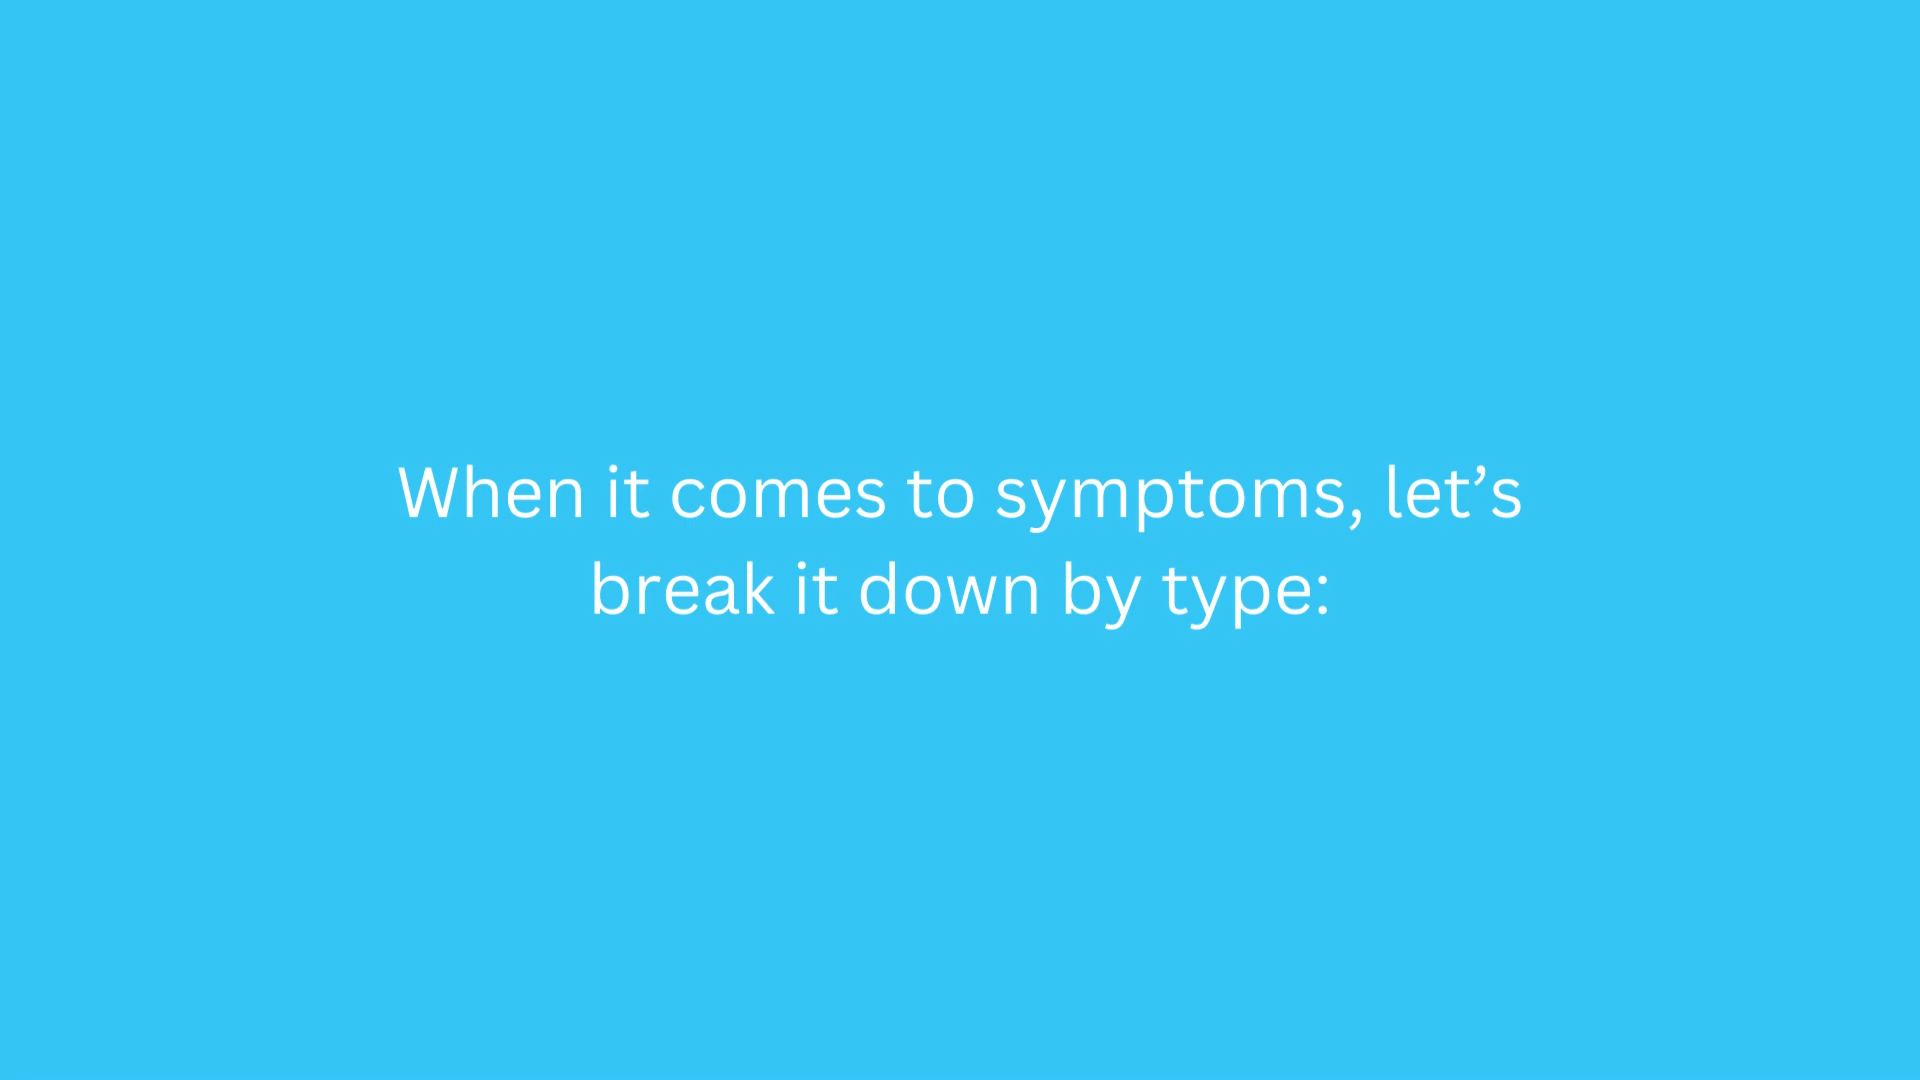 When it comes to symptoms, let’s
break it down by type: